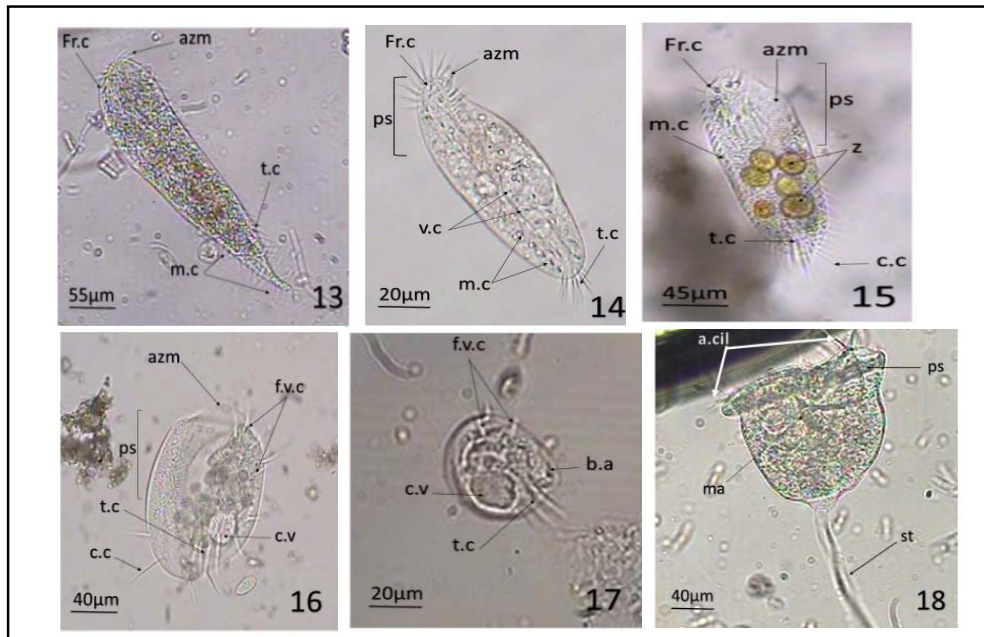 Fr.c azm
t.c
m.c
55µm 13
Fr.c azm
ps
v.c t.c
m.c
20µm 14
Fr.c azm
ps
m.c z
t.c c.c
45µm 15
azm f.v.c
ps
t.c
c.c c.v
40µm 16
f.v.c
b.a
c.v
t.c
20µm 17
a.cil
ps
ma
st
40µm 18